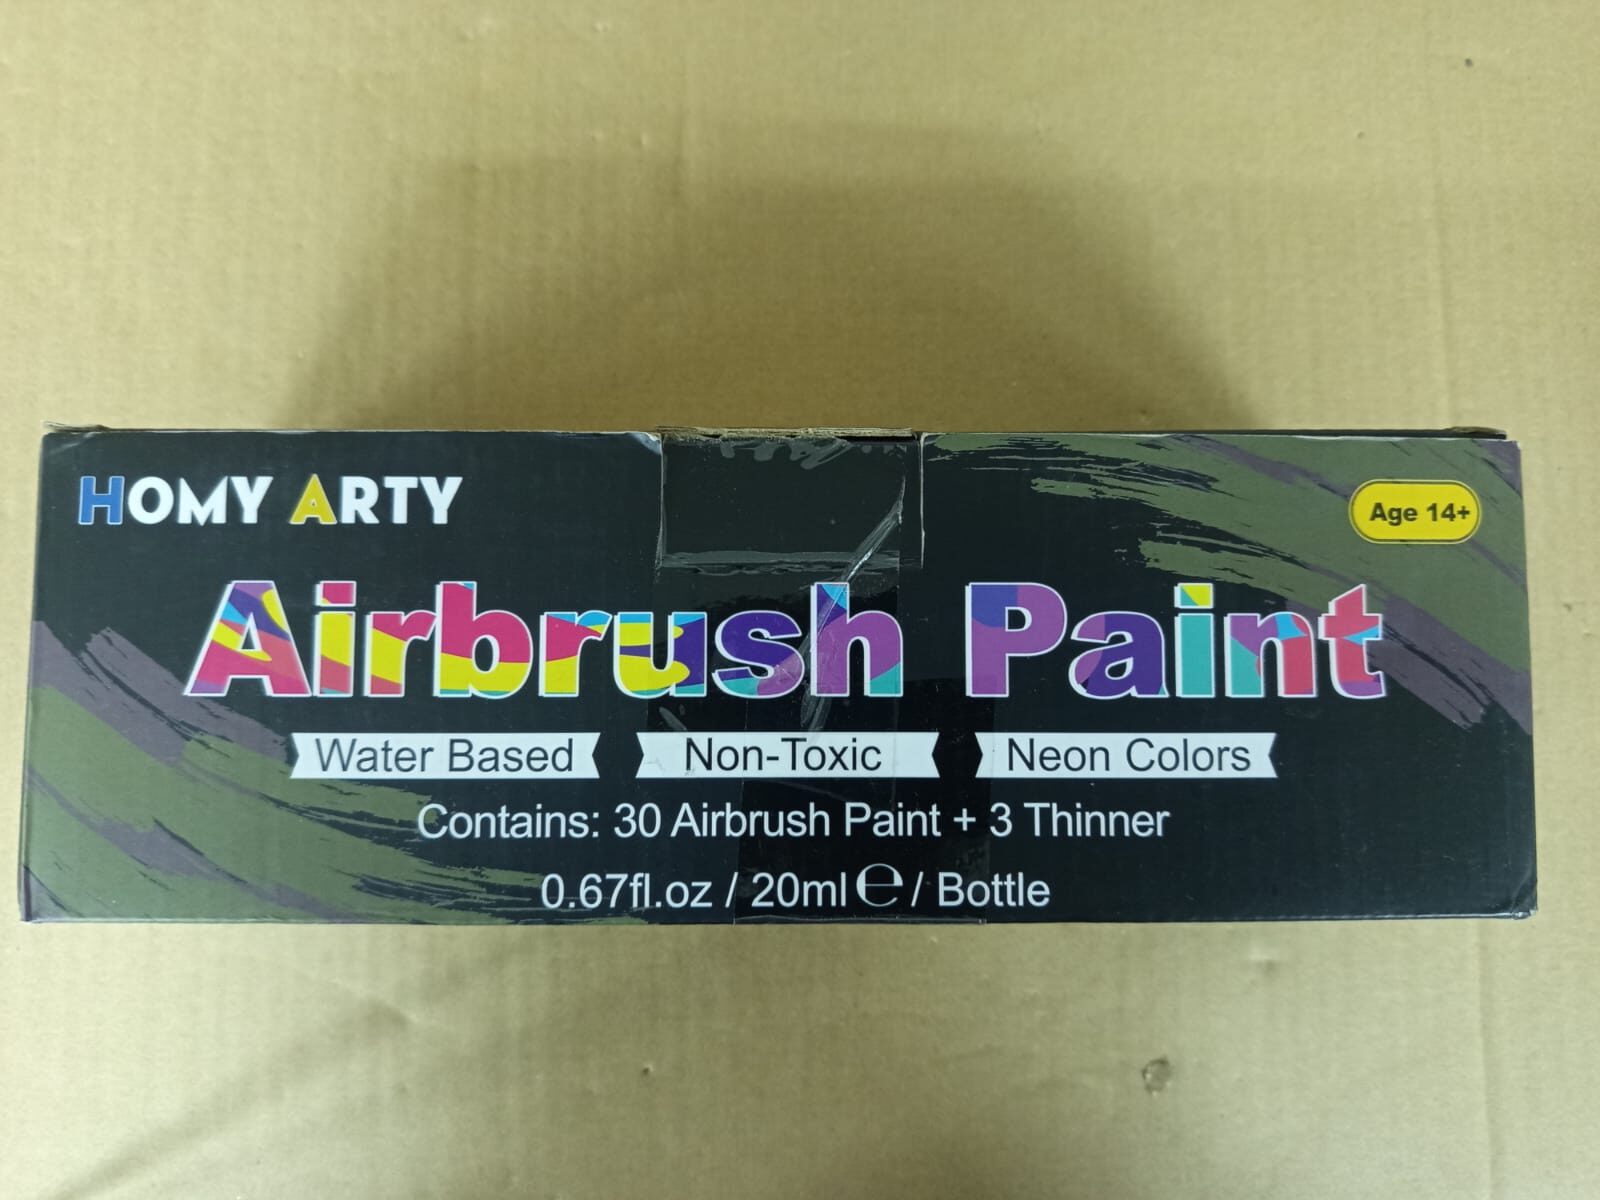 HOMY ARTY
Age 14+
Airbrush Paint
Water Based
Non-Toxic
Neon Colors
Contains: 30 Airbrush Paint + 3 Thinner
0.67fl.oz / 20ml ℮ / Bottle